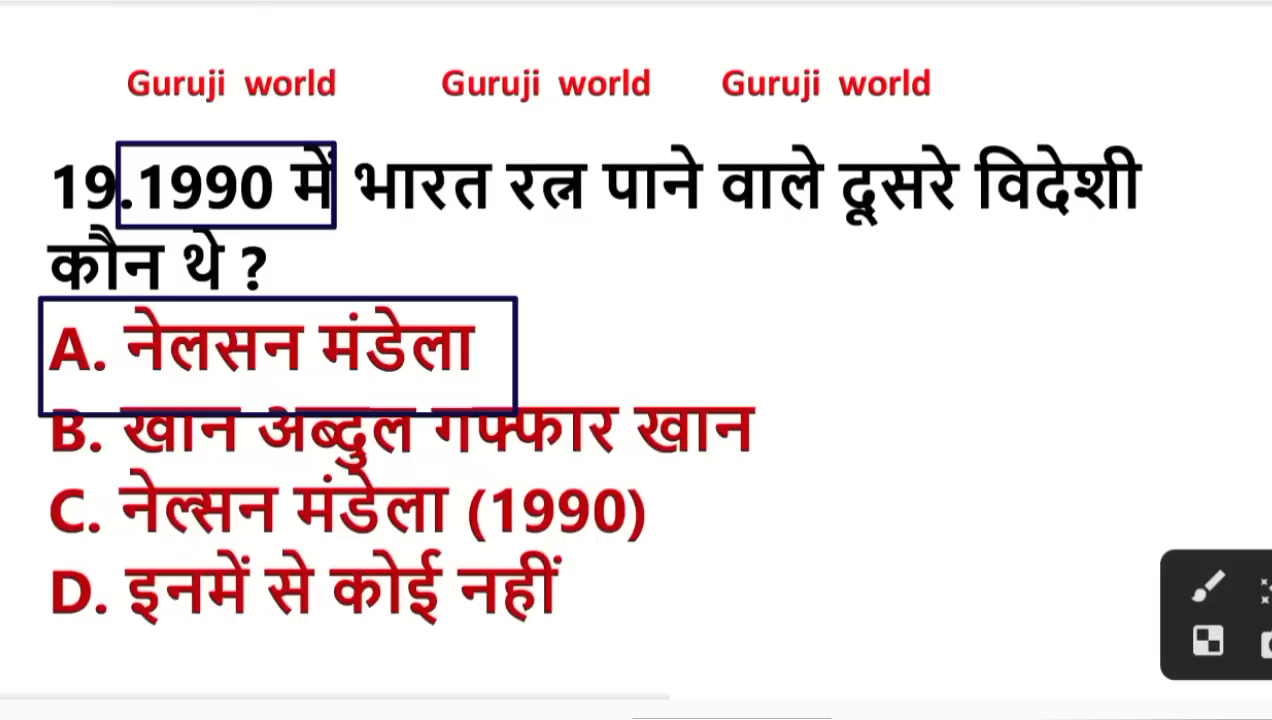 Guruji world Guruji world Guruji world
19.1990 में भारत रत्न पाने वाले दूसरे विदेशी
कौन थे ?
A. नेलसन मंडेला
B. खान अब्दुल गफ्फार खान
C. नेल्सन मंडेला (1990)
D. इनमें से कोई नहीं